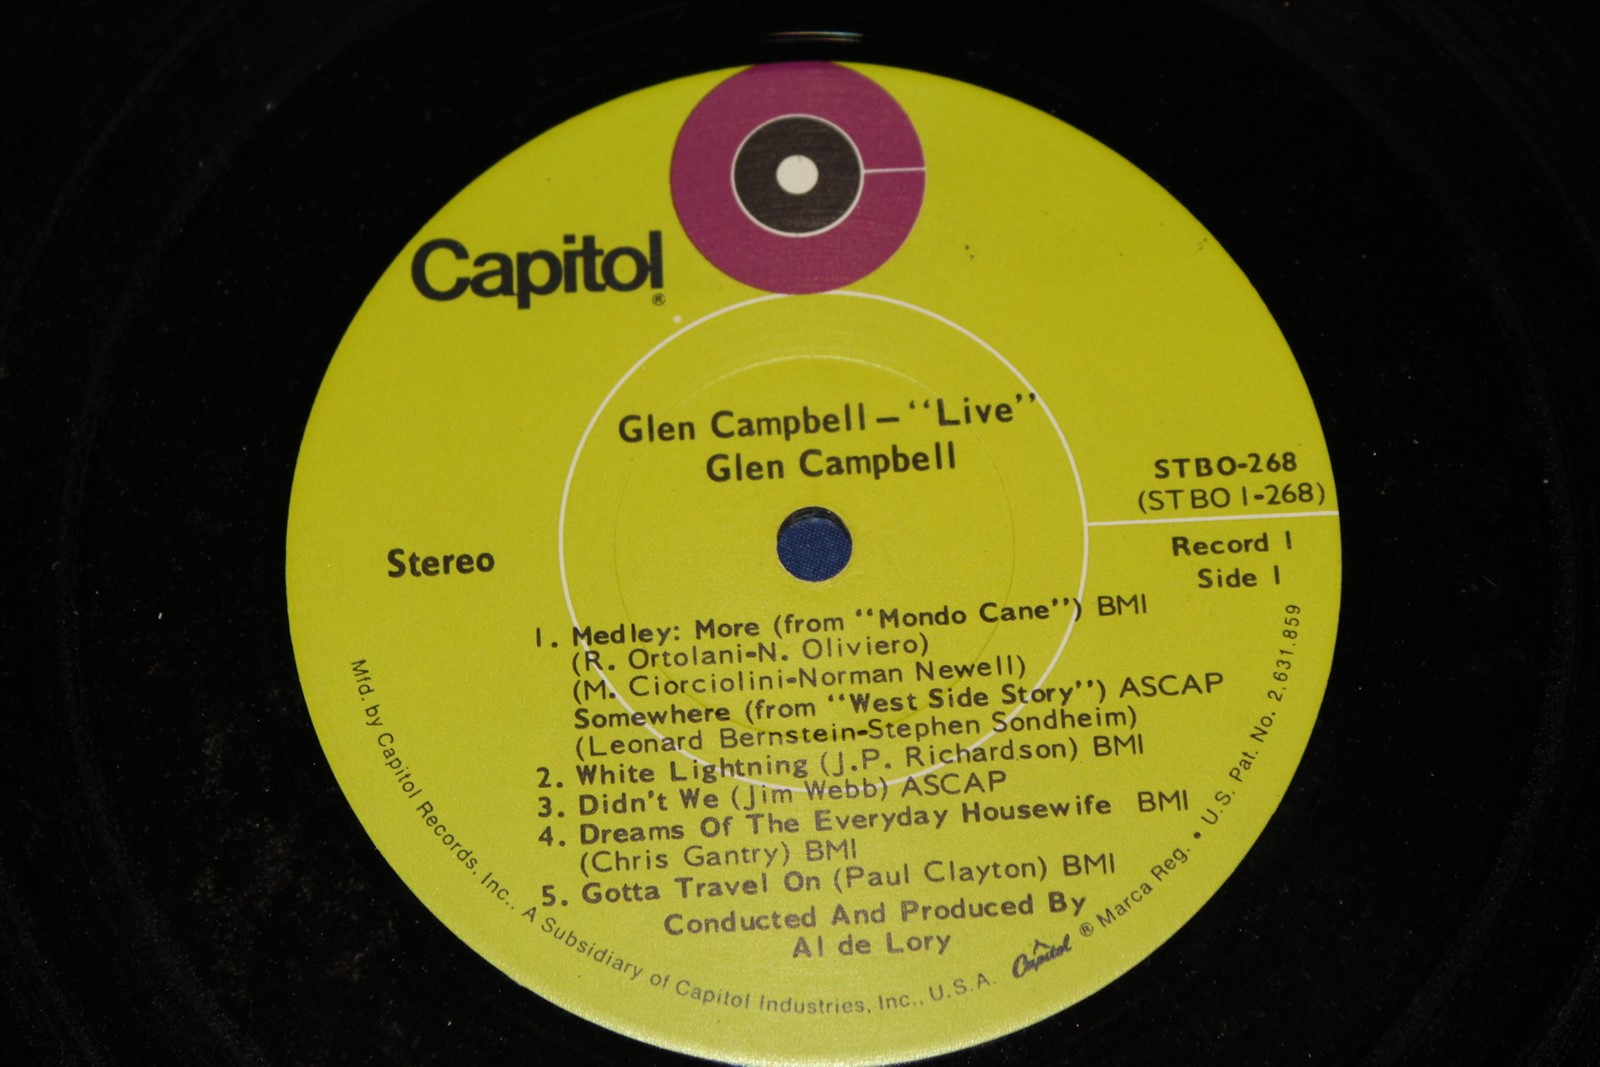 Capitol®
Glen Campbell – “Live”
Glen Campbell
STBO-268
(STBO 1-268)
Stereo
Record 1
Side 1
1. Medley: More (from “Mondo Cane”) BMI
(R. Ortolani-N. Oliviero)
(M. Ciorciolini-Norman Newell)
Somewhere (from “West Side Story”) ASCAP
(Leonard Bernstein-Stephen Sondheim)
2. White Lightning (J.P. Richardson) BMI
3. Didn't We (Jim Webb) ASCAP
4. Dreams Of The Everyday Housewife BMI
(Chris Gantry) BMI
5. Gotta Travel On (Paul Clayton) BMI
Conducted And Produced By
Al de Lory
Mfd. by Capitol Records, Inc., A Subsidiary of Capitol Industries, Inc., U.S.A. Capitol ® Marca Reg. • U.S. Pat. No. 2,631,859